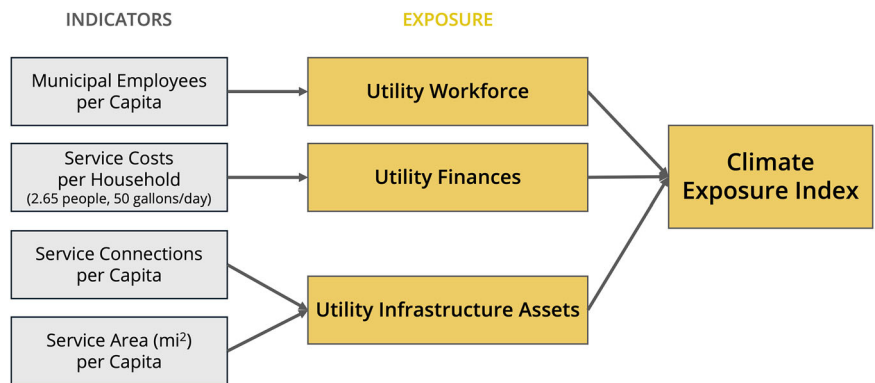 INDICATORS
EXPOSURE
Municipal Employees
per Capita
Utility Workforce
Service Costs
per Household
(2.65 people, 50 gallons/day)
Utility Finances
Climate
Exposure Index
Service Connections
per Capita
Utility Infrastructure Assets
Service Area (mi²)
per Capita